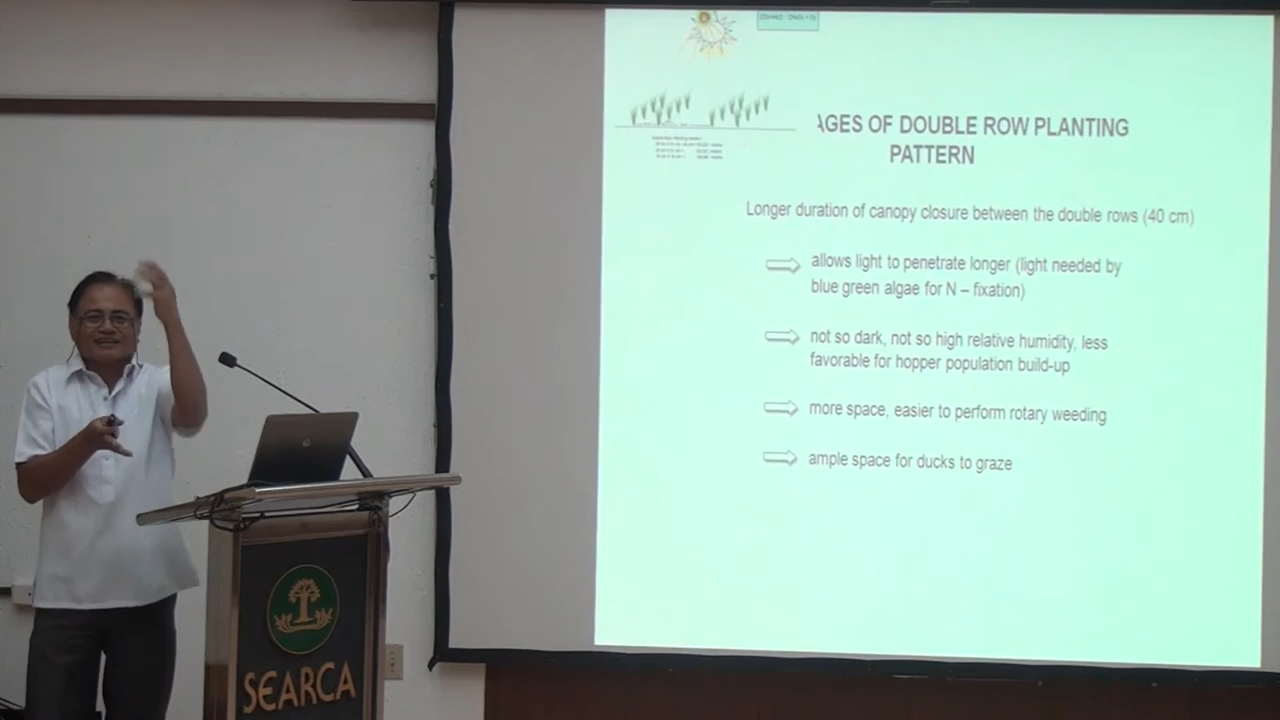 AGES OF DOUBLE ROW PLANTING
PATTERN
Longer duration of canopy closure between the double rows (40 cm)
allows light to penetrate longer (light needed by
blue green algae for N – fixation)
not so dark, not so high relative humidity, less
favorable for hopper population build-up
more space, easier to perform rotary weeding
ample space for ducks to graze
hp
SEARCA